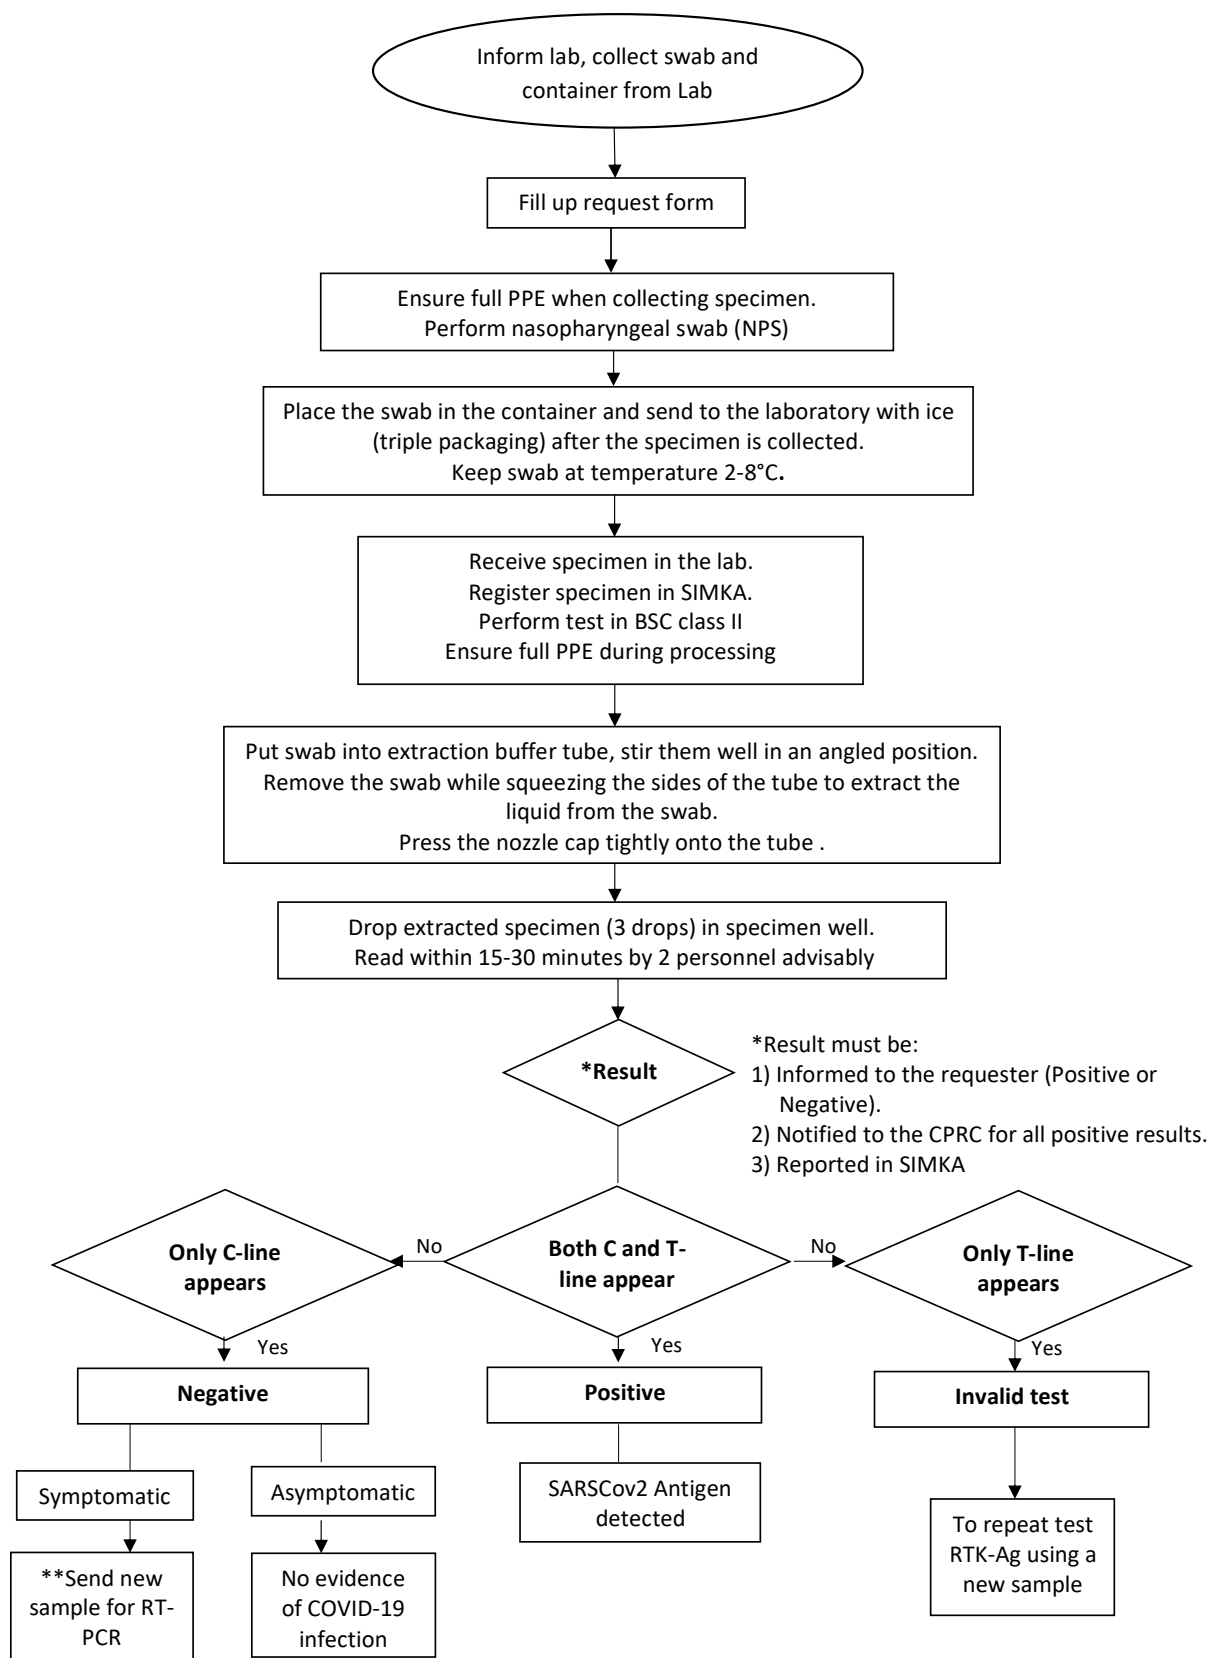 Inform lab, collect swab and
container from Lab
Fill up request form
Ensure full PPE when collecting specimen.
Perform nasopharyngeal swab (NPS)
Place the swab in the container and send to the laboratory with ice
(triple packaging) after the specimen is collected.
Keep swab at temperature 2-8°C.
Receive specimen in the lab.
Register specimen in SIMKA.
Perform test in BSC class II
Ensure full PPE during processing
Put swab into extraction buffer tube, stir them well in an angled position.
Remove the swab while squeezing the sides of the tube to extract the
liquid from the swab.
Press the nozzle cap tightly onto the tube .
Drop extracted specimen (3 drops) in specimen well.
Read within 15-30 minutes by 2 personnel advisably
*Result
*Result must be:
1) Informed to the requester (Positive or
Negative).
2) Notified to the CPRC for all positive results.
3) Reported in SIMKA
Only C-line
appears
No
Both C and T-
line appear
No
Only T-line
appears
Yes
Yes
Yes
Negative
Positive
Invalid test
Symptomatic
Asymptomatic
SARSCov2 Antigen
detected
**Send new
sample for RT-
PCR
No evidence
of COVID-19
infection
To repeat test
RTK-Ag using a
new sample